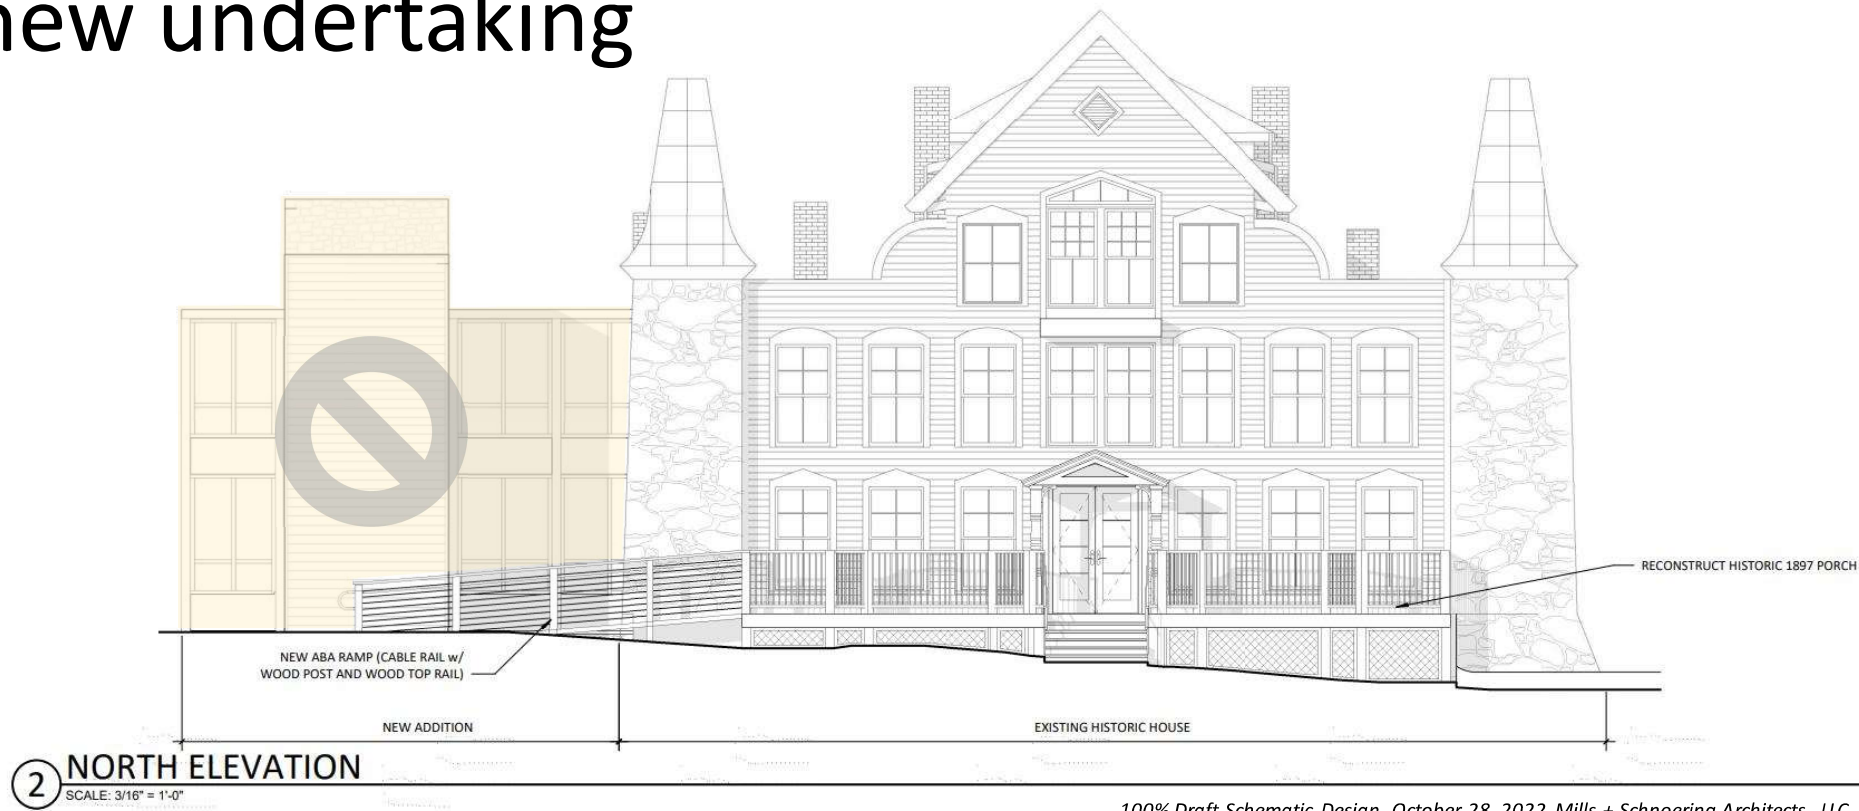 new undertaking
RECONSTRUCT HISTORIC 1897 PORCH
NEW ABA RAMP (CABLE RAIL w/
WOOD POST AND WOOD TOP RAIL)
NEW ADDITION
EXISTING HISTORIC HOUSE
2
NORTH ELEVATION
SCALE: 3/16" = 1'-0"
100% Draft Schematic Design, October 28, 2022, Mills + Schnoering Architects, LLC